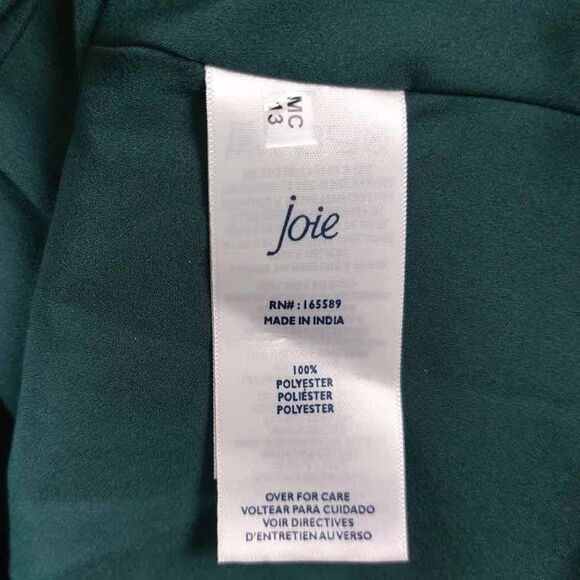 MC
13
joie
RN#: 165589
MADE IN INDIA
100%
POLYESTER
POLIÉSTER
POLYESTER
OVER FOR CARE
VOLTEAR PARA CUIDADO
VOIR DIRECTIVES
D'ENTRETIEN AU VERSO